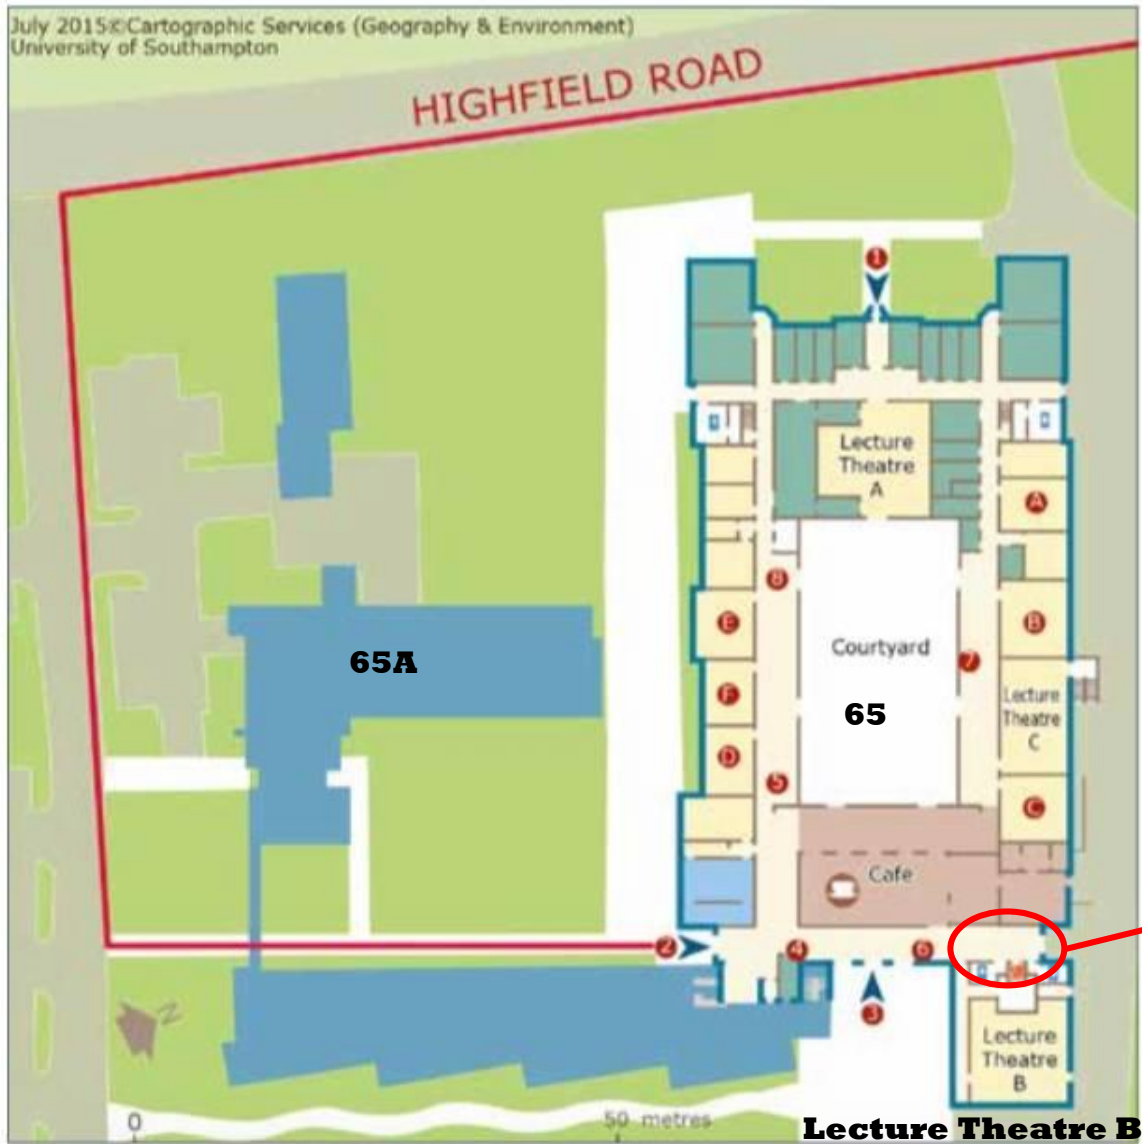 July 2015©Cartographic Services (Geography & Environment)
University of Southampton
HIGHFIELD ROAD
1
Lecture
Theatre
A
A
8
E
B
Courtyard
7
65A
F
Lecture
Theatre
C
65
D
5
C
Cafe
2
4
6
3
N
Lecture
Theatre
B
0
50 metres
Lecture Theatre B